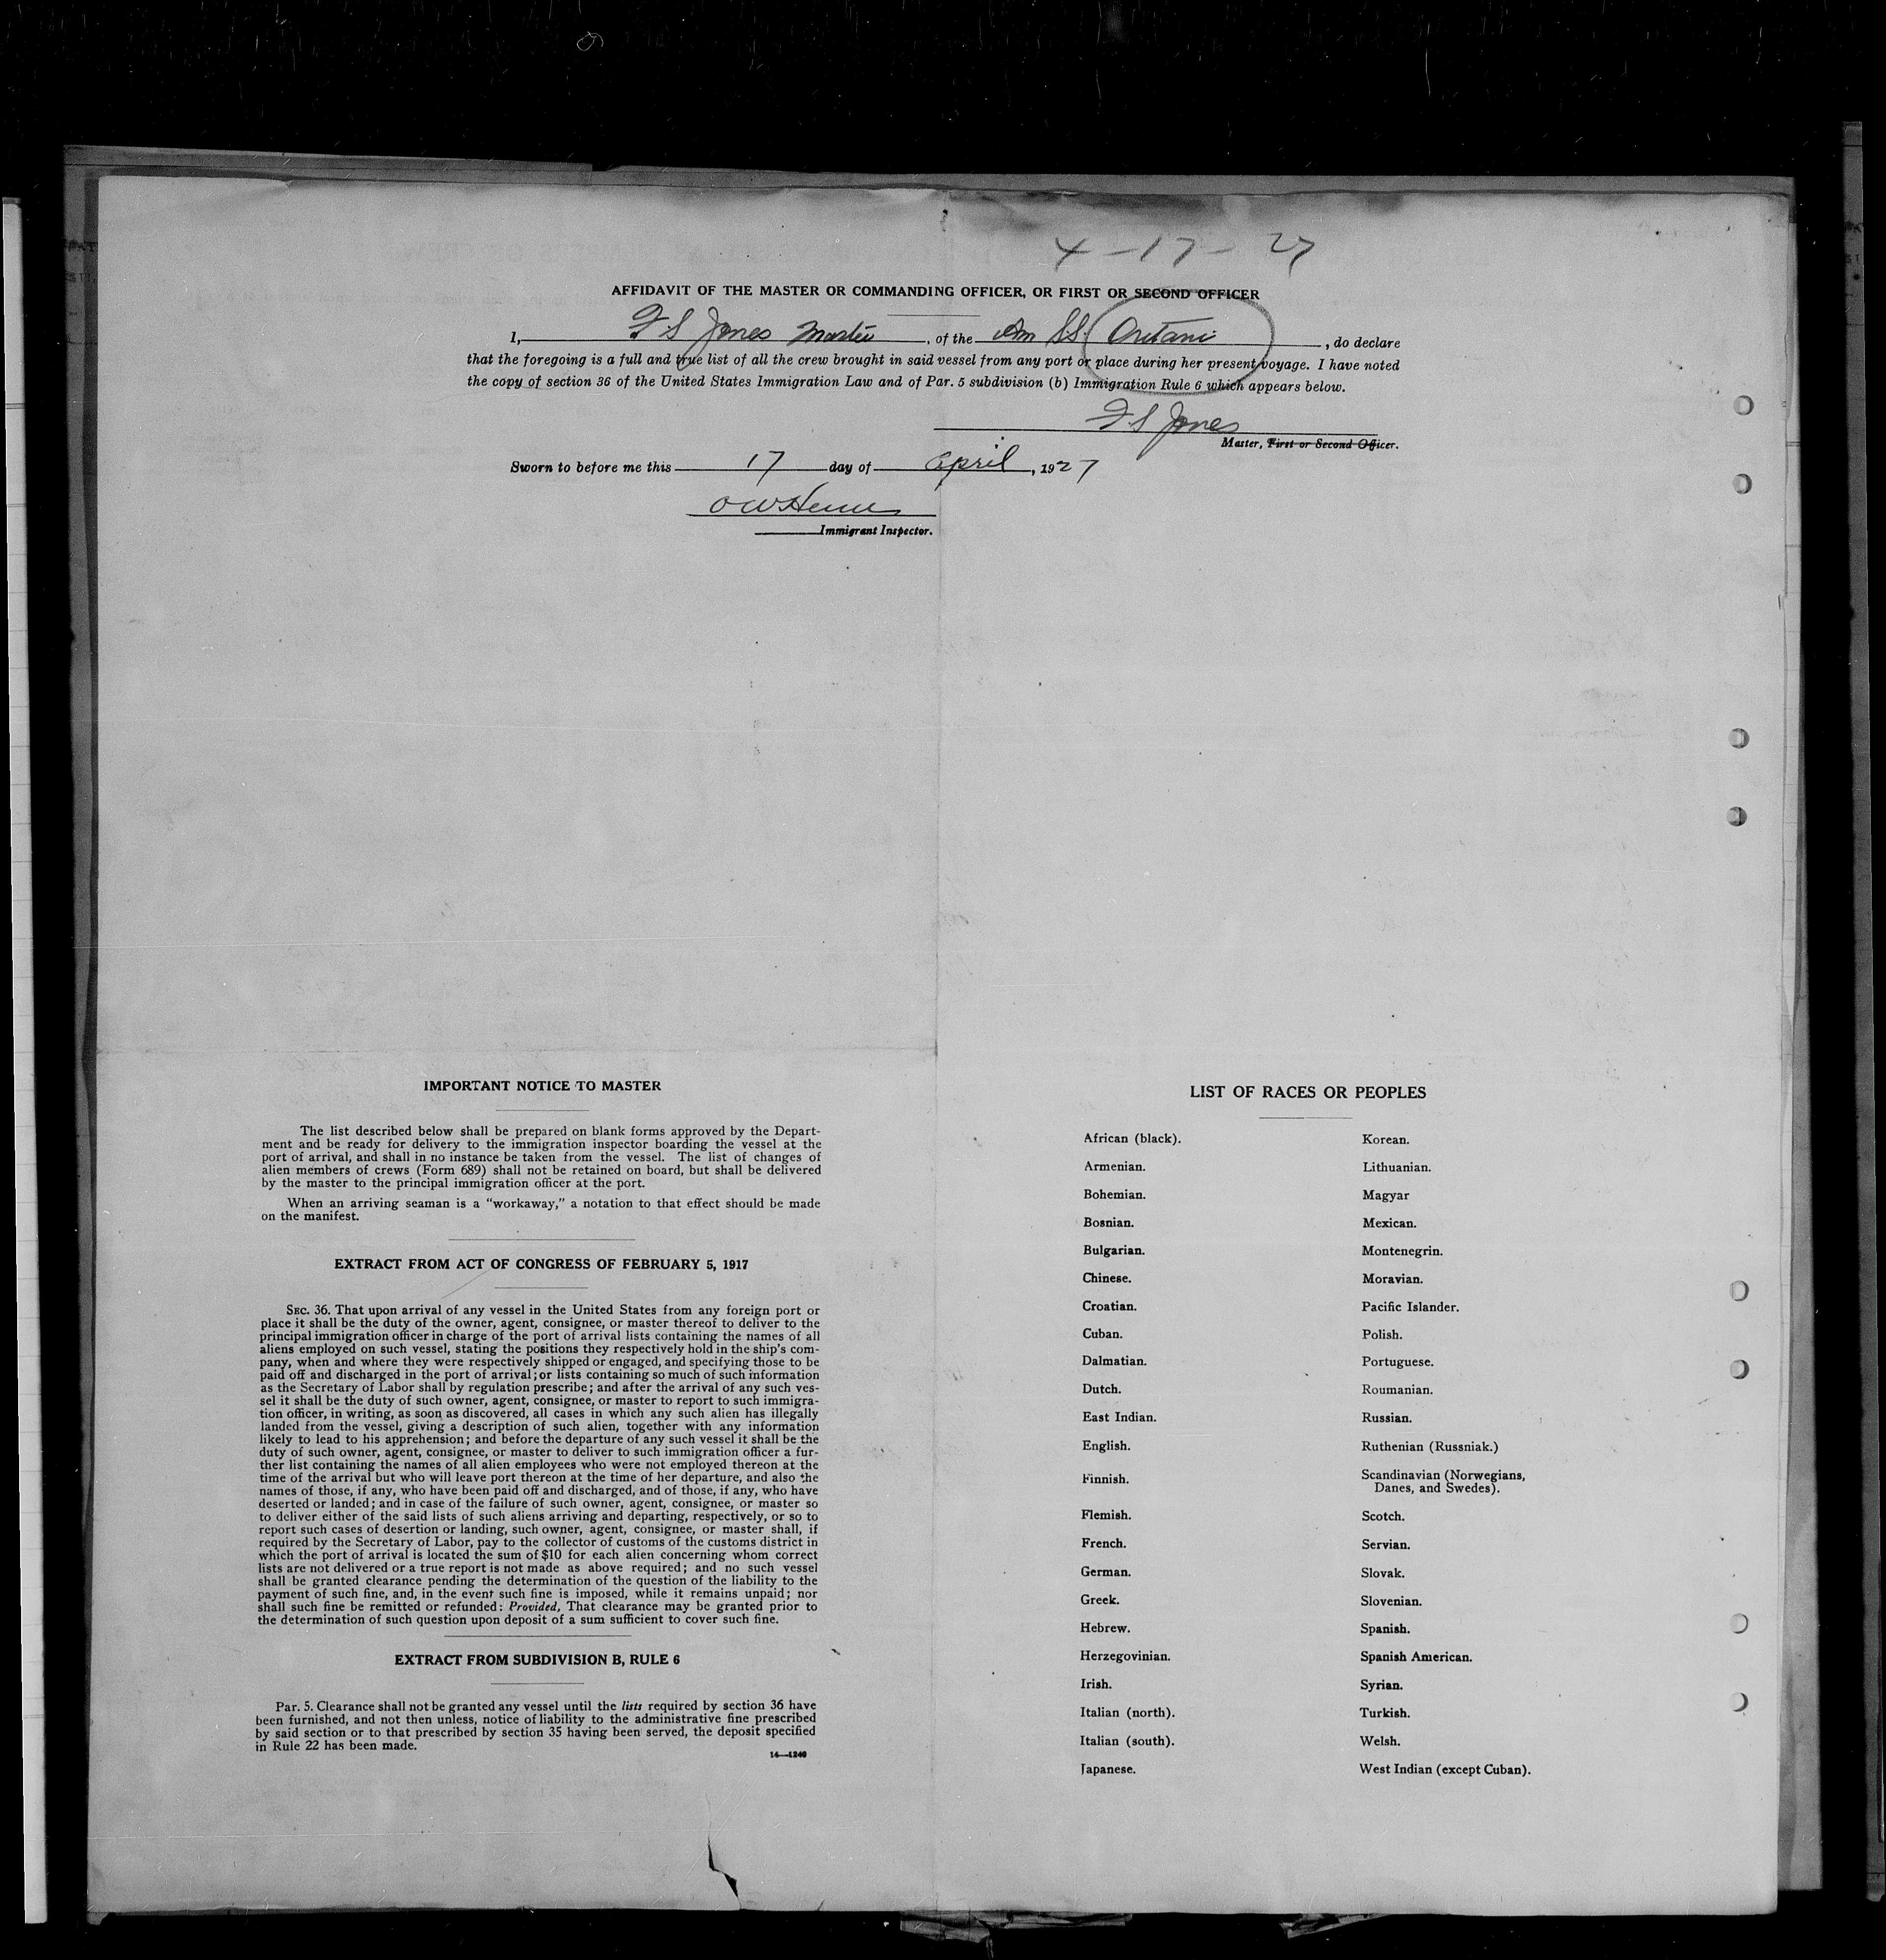 4-17-27
AFFIDAVIT OF THE MASTER OR COMMANDING OFFICER, OR FIRST OR SECOND OFFICER
I, F S Jones Master, of the Am SS. Oritani, do declare
that the foregoing is a full and true list of all the crew brought in said vessel from any port or place during her present voyage. I have noted
the copy of section 36 of the United States Immigration Law and of Par. 5 subdivision (b) Immigration Rule 6 which appears below.
F S Jones
Master, First or Second Officer.
Sworn to before me this 17 day of April, 1927
Immigrant Inspector.
IMPORTANT NOTICE TO MASTER
The list described below shall be prepared on blank forms approved by the Depart-
ment and be ready for delivery to the immigration inspector boarding the vessel at the
port of arrival, and shall in no instance be taken from the vessel. The list of changes of
alien members of crews (Form 689) shall not be retained on board, but shall be delivered
by the master to the principal immigration officer at the port.
When an arriving seaman is a “workaway,” a notation to that effect should be made
on the manifest.
EXTRACT FROM ACT OF CONGRESS OF FEBRUARY 5, 1917
SEC. 36. That upon arrival of any vessel in the United States from any foreign port or
place it shall be the duty of the owner, agent, consignee, or master thereof to deliver to the
principal immigration officer in charge of the port of arrival lists containing the names of all
aliens employed on such vessel, stating the positions they respectively hold in the ship's com-
pany, when and where they were respectively shipped or engaged, and specifying those to be
paid off and discharged in the port of arrival; or lists containing so much of such information
as the Secretary of Labor shall by regulation prescribe; and after the arrival of any such ves-
sel it shall be the duty of such owner, agent, consignee, or master to report to such immigra-
tion officer, in writing, as soon as discovered, all cases in which any such alien has illegally
landed from the vessel, giving a description of such alien, together with any information
likely to lead to his apprehension; and before the departure of any such vessel it shall be the
duty of such owner, agent, consignee, or master to deliver to such immigration officer a fur-
ther list containing the names of all alien employees who were not employed thereon at the
time of the arrival but who will leave port thereon at the time of her departure, and also the
names of those, if any, who have been paid off and discharged, and of those, if any, who have
deserted or landed; and in case of the failure of such owner, agent, consignee, or master so
to deliver either of the said lists of such aliens arriving and departing, respectively, or so to
report such cases of desertion or landing, such owner, agent, consignee, or master shall, if
required by the Secretary of Labor, pay to the collector of customs of the customs district in
which the port of arrival is located the sum of $10 for each alien concerning whom correct
lists are not delivered or a true report is not made as above required; and no such vessel
shall be granted clearance pending the determination of the question of the liability to the
payment of such fine, and, in the event such fine is imposed, while it remains unpaid; nor
shall such fine be remitted or refunded: Provided, That clearance may be granted prior to
the determination of such question upon deposit of a sum sufficient to cover such fine.
EXTRACT FROM SUBDIVISION B, RULE 6
Par. 5. Clearance shall not be granted any vessel until the lists required by section 36 have
been furnished, and not then unless, notice of liability to the administrative fine prescribed
by said section or to that prescribed by section 35 having been served, the deposit specified
in Rule 22 has been made.
14—1240
LIST OF RACES OR PEOPLES
African (black).
Armenian.
Bohemian.
Bosnian.
Bulgarian.
Chinese.
Croatian.
Cuban.
Dalmatian.
Dutch.
East Indian.
English.
Finnish.
Flemish.
French.
German.
Greek.
Hebrew.
Herzegovinian.
Irish.
Italian (north).
Italian (south).
Japanese.
Korean.
Lithuanian.
Magyar
Mexican.
Montenegrin.
Moravian.
Pacific Islander.
Polish.
Portuguese.
Roumanian.
Russian.
Ruthenian (Russniak.)
Scandinavian (Norwegians,
Danes, and Swedes).
Scotch.
Servian.
Slovak.
Slovenian.
Spanish.
Spanish American.
Syrian.
Turkish.
Welsh.
West Indian (except Cuban).